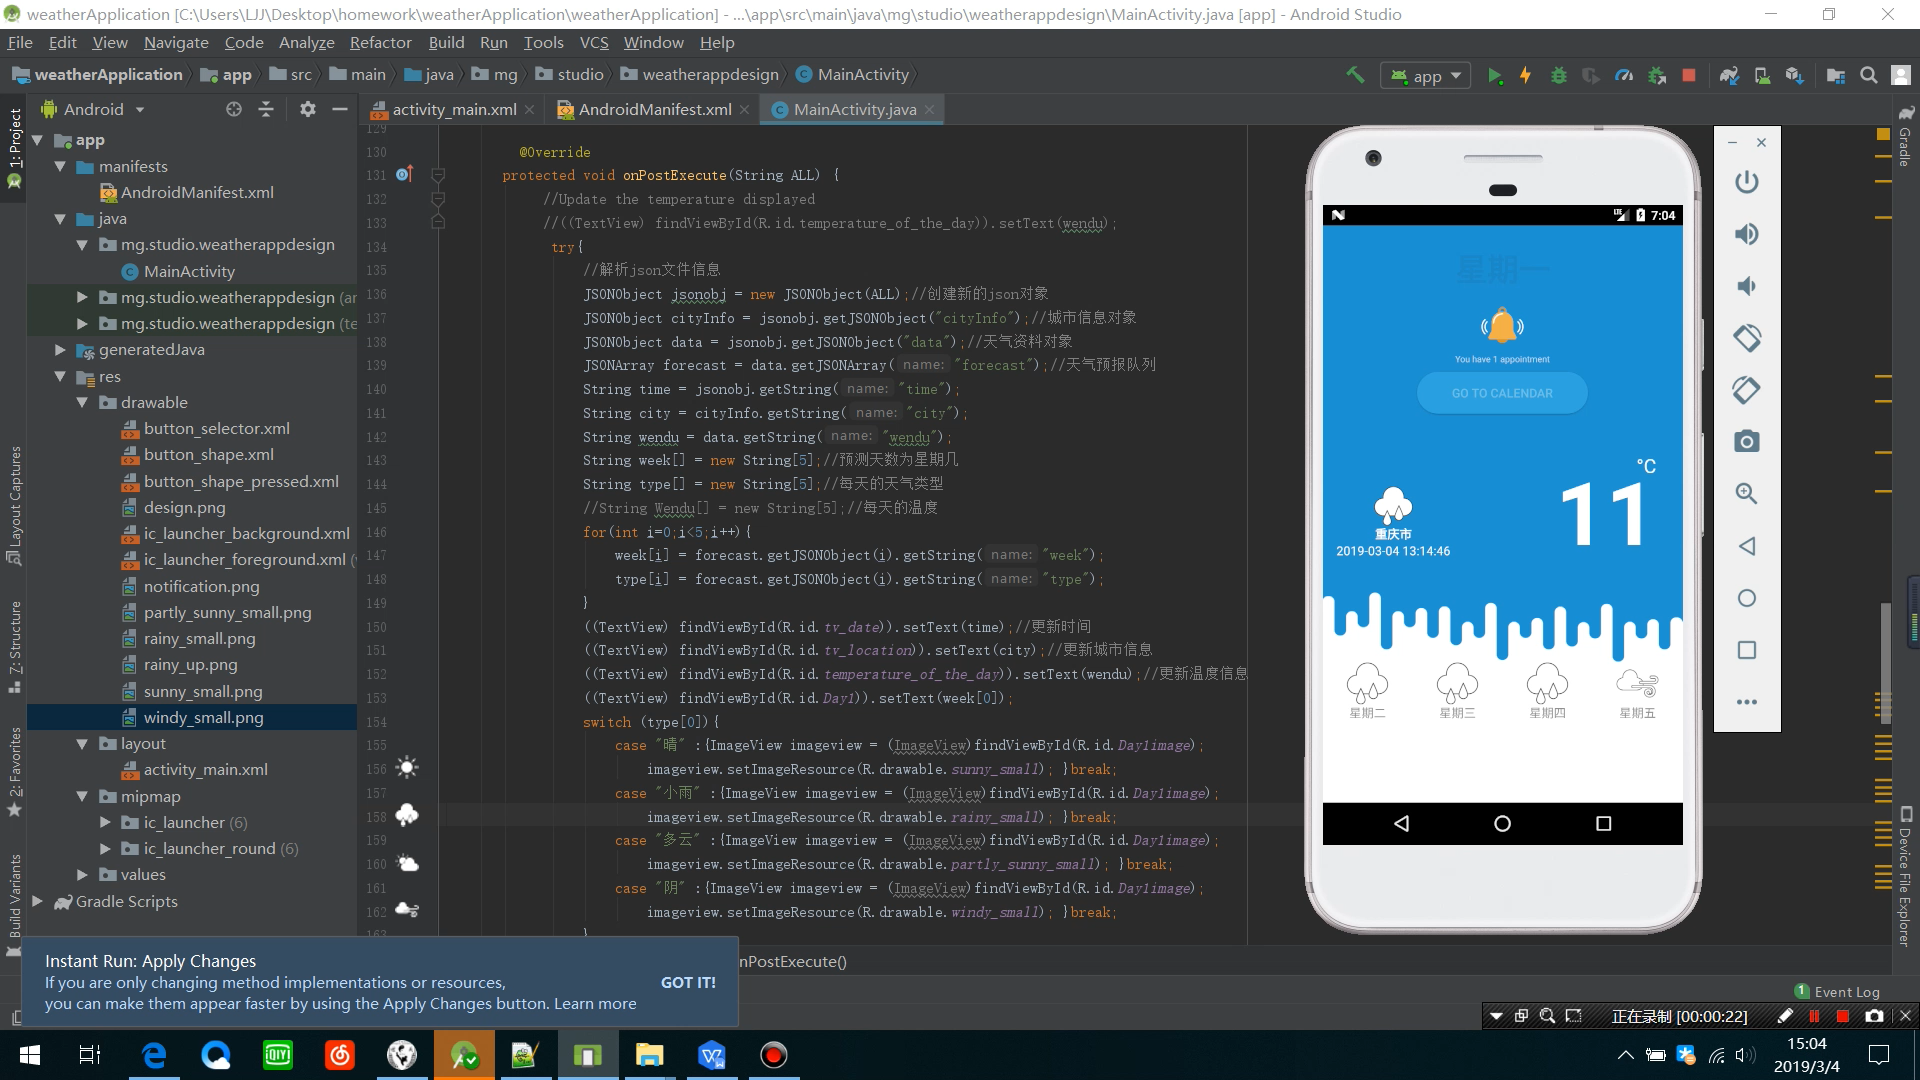 weatherApplication [C:\Users\LJJ\Desktop\homework\weatherApplication\weatherApplication] - ...\app\src\main\java\mg\studio\weatherappdesign\MainActivity.java [app] - Android Studio
File Edit View Navigate Code Analyze Refactor Build Run Tools VCS Window Help
weatherApplication app src main java mg studio weatherappdesign MainActivity
app
Android
activity_main.xml AndroidManifest.xml MainActivity.java
1: Project
Layout Captures
Z: Structure
2: Favorites
Build Variants
app
manifests
AndroidManifest.xml
java
mg.studio.weatherappdesign
MainActivity
mg.studio.weatherappdesign (ar
mg.studio.weatherappdesign (te
generatedJava
res
drawable
button_selector.xml
button_shape.xml
button_shape_pressed.xml
design.png
ic_launcher_background.xml
ic_launcher_foreground.xml (
notification.png
partly_sunny_small.png
rainy_small.png
rainy_up.png
sunny_small.png
windy_small.png
layout
activity_main.xml
mipmap
ic_launcher (6)
ic_launcher_round (6)
values
Gradle Scripts
129
130 @Override
131 protected void onPostExecute(String ALL) {
132 //Update the temperature displayed
133 //((TextView) findViewById(R.id.temperature_of_the_day)).setText(wendu);
134 try{
135 //解析json文件信息
136 JSONObject jsonobj = new JSONObject(ALL);//创建新的json对象
137 JSONObject cityInfo = jsonobj.getJSONObject("cityInfo");//城市信息对象
138 JSONObject data = jsonobj.getJSONObject("data");//天气资料对象
139 JSONArray forecast = data.getJSONArray( name: "forecast");//天气预报队列
140 String time = jsonobj.getString( name: "time");
141 String city = cityInfo.getString( name: "city");
142 String wendu = data.getString( name: "wendu");
143 String week[] = new String[5];//预测天数为星期几
144 String type[] = new String[5];//每天的天气类型
145 //String Wendu[] = new String[5];//每天的温度
146 for(int i=0;i<5;i++){
147 week[i] = forecast.getJSONObject(i).getString( name: "week");
148 type[i] = forecast.getJSONObject(i).getString( name: "type");
149 }
150 ((TextView) findViewById(R.id.tv_date)).setText(time);//更新时间
151 ((TextView) findViewById(R.id.tv_location)).setText(city);//更新城市信息
152 ((TextView) findViewById(R.id.temperature_of_the_day)).setText(wendu);//更新温度信息
153 ((TextView) findViewById(R.id.Day1)).setText(week[0]);
154 switch (type[0]){
155 case "晴" :{ImageView imageview = (ImageView)findViewById(R.id.Day1image);
156 imageview.setImageResource(R.drawable.sunny_small); }break;
157 case "小雨" :{ImageView imageview = (ImageView)findViewById(R.id.Day1image);
158 imageview.setImageResource(R.drawable.rainy_small); }break;
159 case "多云" :{ImageView imageview = (ImageView)findViewById(R.id.Day1image);
160 imageview.setImageResource(R.drawable.partly_sunny_small); }break;
161 case "阴" :{ImageView imageview = (ImageView)findViewById(R.id.Day1image);
162 imageview.setImageResource(R.drawable.windy_small); }break;
163 }
nPostExecute()
LTE 7:04
星期一
You have 1 appointment
GO TO CALENDAR
°C
11
重庆市
2019-03-04 13:14:46
星期二 星期三 星期四 星期五
Gradle
Device File Explorer
Instant Run: Apply Changes
If you are only changing method implementations or resources,
you can make them appear faster by using the Apply Changes button. Learn more
GOT IT!
1 Event Log
正在录制 [00:00:22]
iQIYI
15:04
2019/3/4